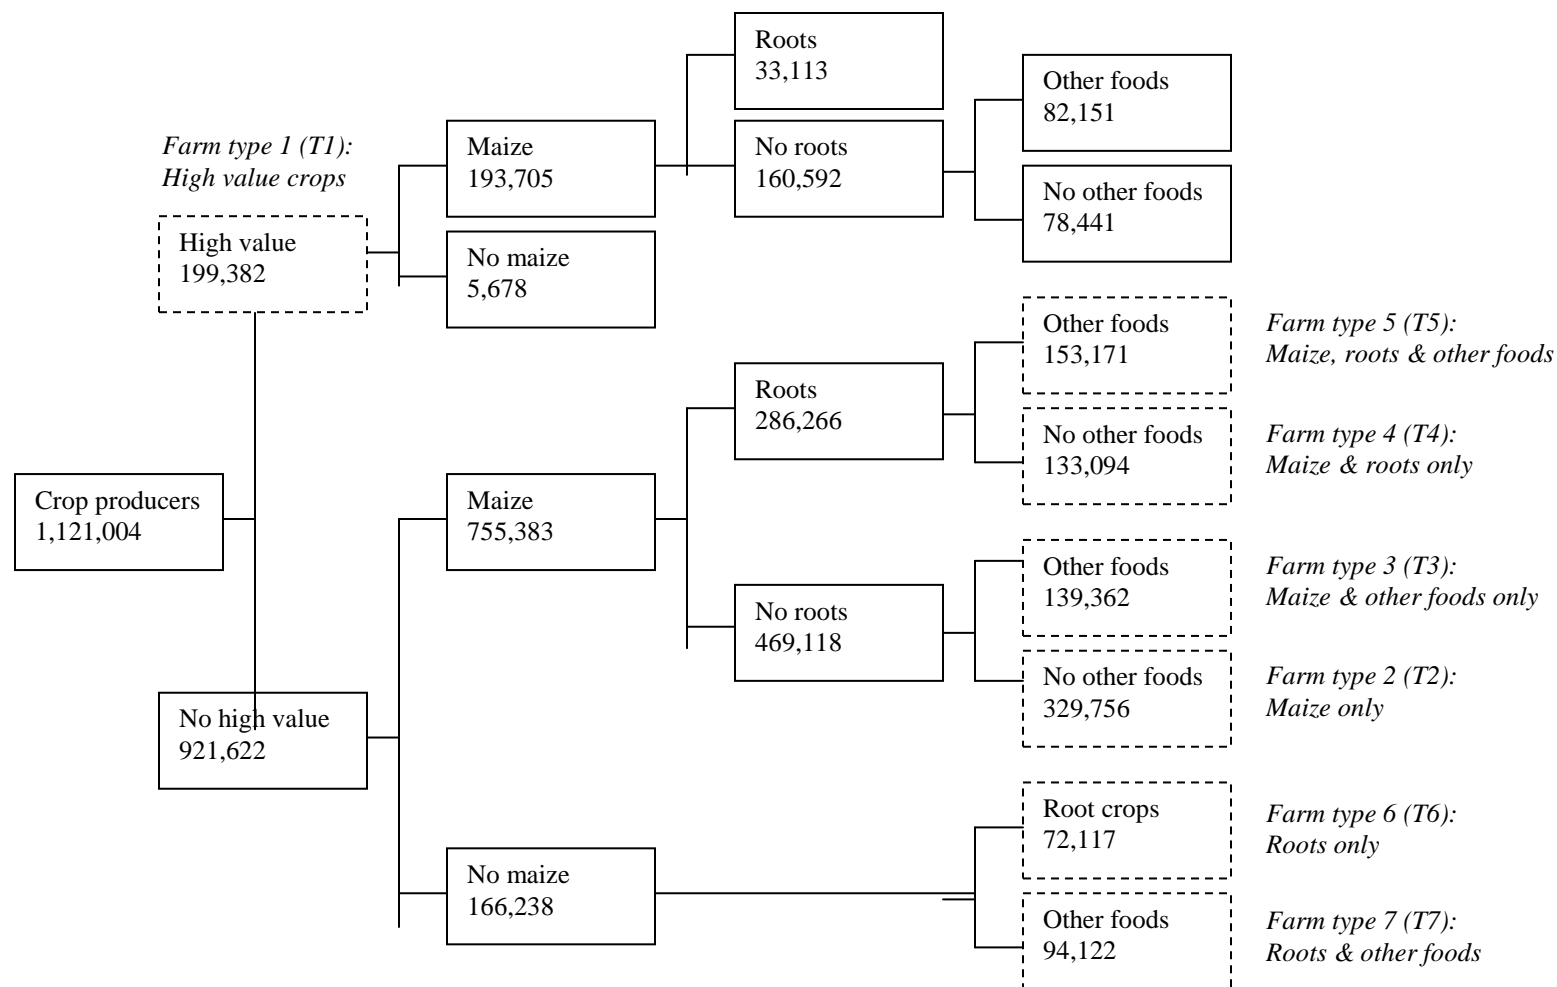 Roots
33,113
Other foods
82,151
Farm type 1 (T1):
High value crops
Maize
193,705
No roots
160,592
No other foods
78,441
High value
199,382
No maize
5,678
Other foods
153,171
Farm type 5 (T5):
Maize, roots & other foods
Roots
286,266
No other foods
133,094
Farm type 4 (T4):
Maize & roots only
Crop producers
1,121,004
Maize
755,383
Other foods
139,362
Farm type 3 (T3):
Maize & other foods only
No roots
469,118
No other foods
329,756
Farm type 2 (T2):
Maize only
No high value
921,622
Root crops
72,117
Farm type 6 (T6):
Roots only
No maize
166,238
Other foods
94,122
Farm type 7 (T7):
Roots & other foods